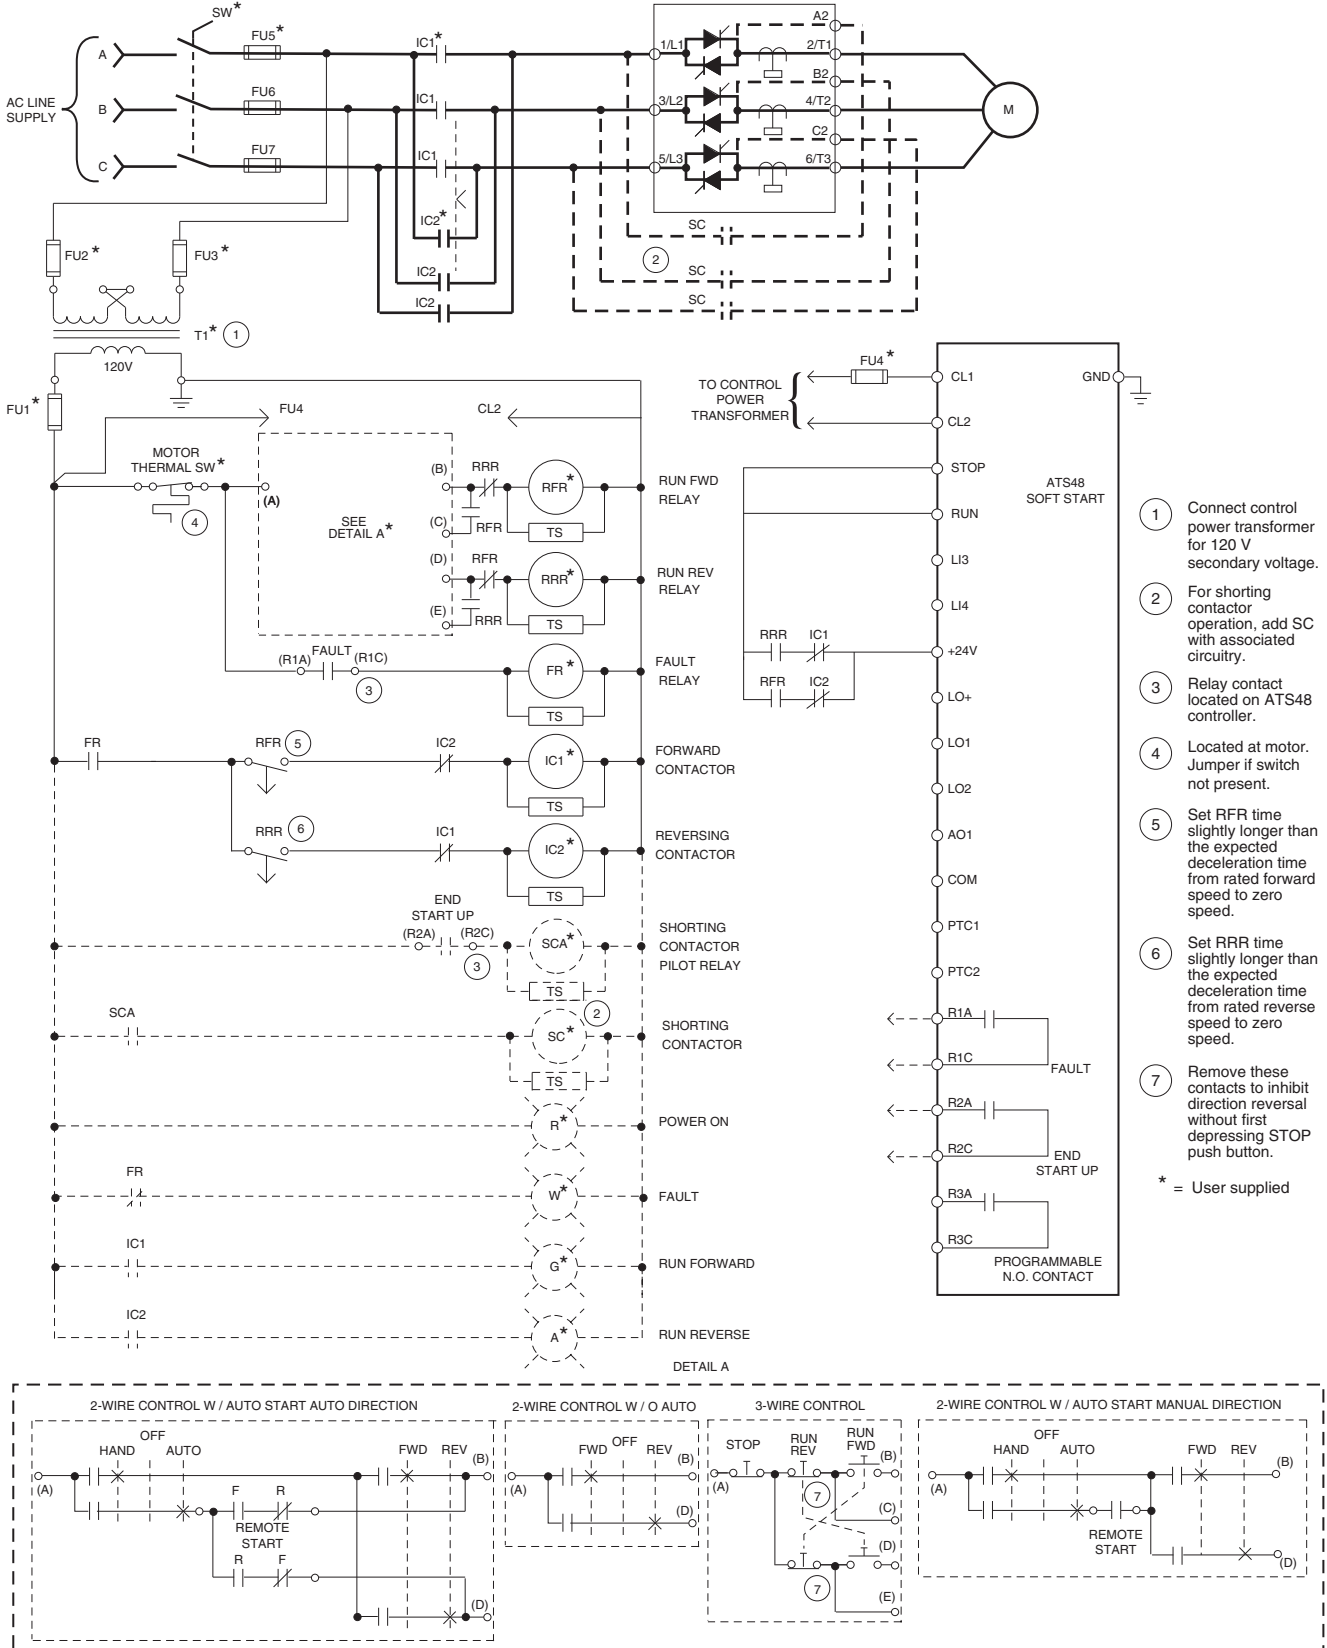 SW*
FU5*
IC1*
A2
A
1/L1
2/T1
AC LINE
SUPPLY
B
FU6
IC1
3/L2
B2
4/T2
M
C
FU7
IC1
5/L3
C2
6/T3
IC2*
SC
FU2*
FU3*
2
IC2
SC
IC2
SC
T1*
1
120V
FU1*
FU4
CL2
TO CONTROL
POWER
TRANSFORMER
FU4*
CL1
GND
CL2
MOTOR
THERMAL SW*
4
(A)
SEE
DETAIL A*
(B)
RRR
RFR*
RUN FWD
RELAY
(C)
RFR
TS
(D)
RFR
RRR*
RUN REV
RELAY
(E)
RRR
TS
FAULT
(R1A)
(R1C)
3
FR*
FAULT
RELAY
TS
FR
RFR
5
IC2
IC1*
FORWARD
CONTACTOR
TS
RRR
6
IC1
IC2*
REVERSING
CONTACTOR
TS
END
START UP
(R2A)
(R2C)
3
SCA*
SHORTING
CONTACTOR
PILOT RELAY
TS
SCA
2
SC*
SHORTING
CONTACTOR
TS
R*
POWER ON
FR
W*
FAULT
IC1
G*
RUN FORWARD
IC2
A*
RUN REVERSE
STOP
ATS48
SOFT START
RUN
LI3
LI4
RRR
IC1
+24V
RFR
IC2
LO+
LO1
LO2
AO1
COM
PTC1
PTC2
R1A
R1C
FAULT
R2A
R2C
END
START UP
R3A
R3C
PROGRAMMABLE
N.O. CONTACT
1
Connect control
power transformer
for 120 V
secondary voltage.
2
For shorting
contactor
operation, add SC
with associated
circuitry.
3
Relay contact
located on ATS48
controller.
4
Located at motor.
Jumper if switch
not present.
5
Set RFR time
slightly longer than
the expected
deceleration time
from rated forward
speed to zero
speed.
6
Set RRR time
slightly longer than
the expected
deceleration time
from rated reverse
speed to zero
speed.
7
Remove these
contacts to inhibit
direction reversal
without first
depressing STOP
push button.
* = User supplied
DETAIL A
2-WIRE CONTROL W / AUTO START AUTO DIRECTION
OFF
HAND
AUTO
FWD
REV
(A)
(B)
F
R
REMOTE
START
R
F
(D)
2-WIRE CONTROL W / O AUTO
FWD
OFF
REV
(B)
(A)
(D)
3-WIRE CONTROL
STOP
RUN
REV
RUN
FWD
(B)
(A)
7
(C)
(D)
7
(E)
2-WIRE CONTROL W / AUTO START MANUAL DIRECTION
OFF
HAND
AUTO
FWD
REV
(B)
(A)
REMOTE
START
(D)